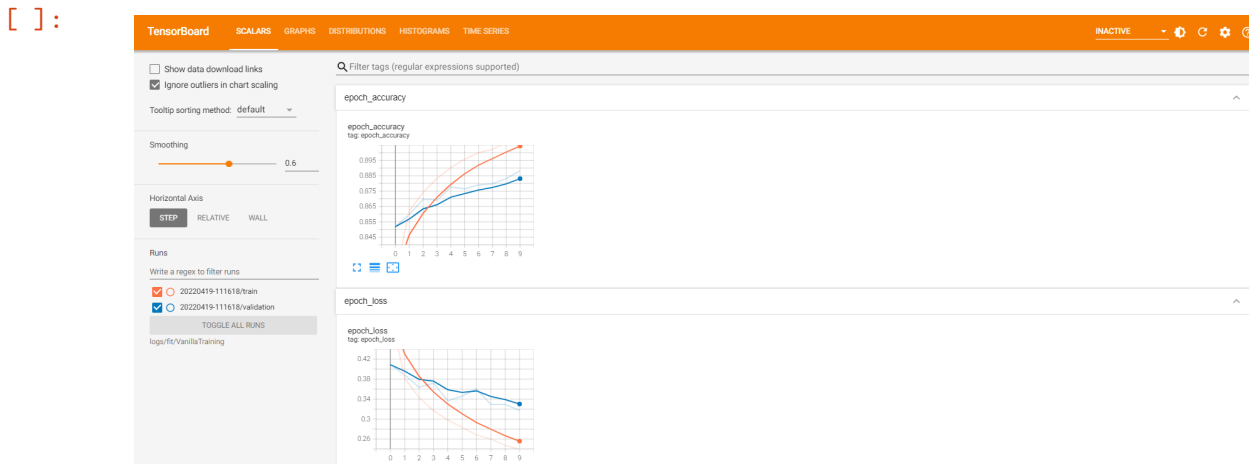 [ ]:
TensorBoard SCALARS GRAPHS DISTRIBUTIONS HISTOGRAMS TIME SERIES INACTIVE
Show data download links
Ignore outliers in chart scaling
Tooltip sorting method: default
Smoothing
0.6
Horizontal Axis
STEP RELATIVE WALL
Runs
Write a regex to filter runs
20220419-111618/train
20220419-111618/validation
TOGGLE ALL RUNS
logs/fit/VanillaTraining
Filter tags (regular expressions supported)
epoch_accuracy
epoch_accuracy
tag: epoch_accuracy
0.895
0.885
0.875
0.865
0.855
0.845
0 1 2 3 4 5 6 7 8 9
epoch_loss
epoch_loss
tag: epoch_loss
0.42
0.38
0.34
0.3
0.26
0 1 2 3 4 5 6 7 8 9